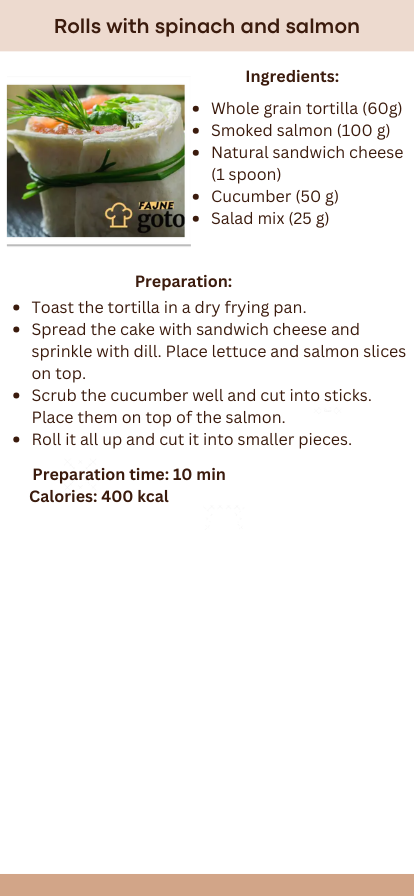 Rolls with spinach and salmon
Ingredients:
• Whole grain tortilla (60g)
• Smoked salmon (100 g)
• Natural sandwich cheese
(1 spoon)
• Cucumber (50 g)
• Salad mix (25 g)
FAJNE
goto
Preparation:
• Toast the tortilla in a dry frying pan.
• Spread the cake with sandwich cheese and
sprinkle with dill. Place lettuce and salmon slices
on top.
• Scrub the cucumber well and cut into sticks.
Place them on top of the salmon.
• Roll it all up and cut it into smaller pieces.
Preparation time: 10 min
Calories: 400 kcal